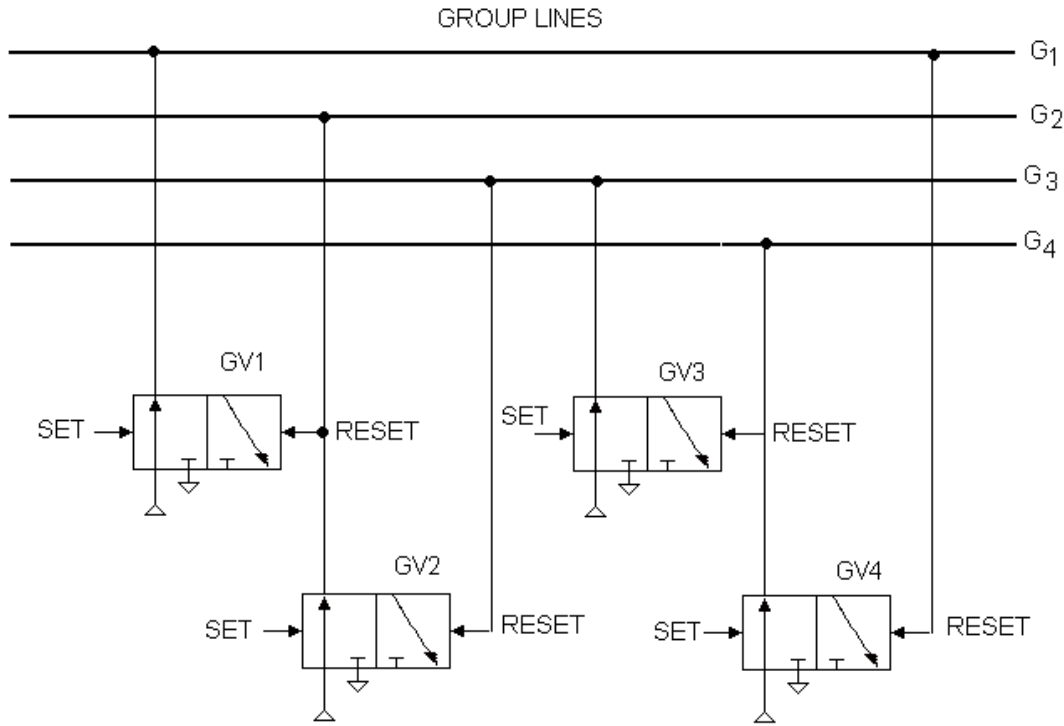 GROUP LINES
G1
G2
G3
G4
GV1
GV3
SET
RESET
SET
RESET
GV2
GV4
SET
RESET
SET
RESET